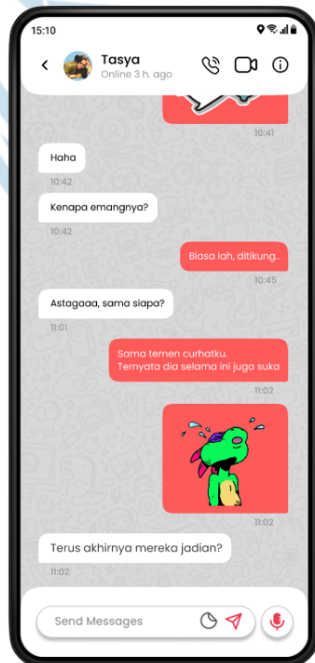 15:10
Tasya
Online 3 h. ago
10:41
Haha
10:42
Kenapa emangnya?
10:42
Biasa lah, ditikung..
10:45
Astagaaa, sama siapa?
11:01
Sama temen curhatku.
Ternyata dia selama ini juga suka
11:02
11:02
Terus akhirnya mereka jadian?
11:02
Send Messages